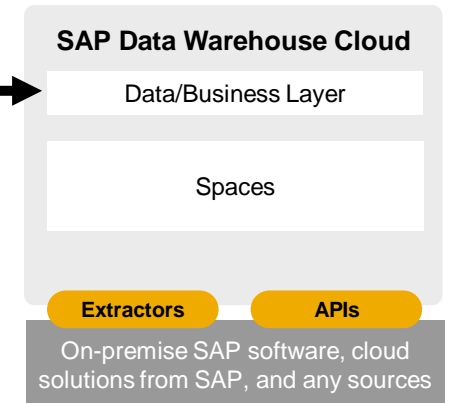 SAP Data Warehouse Cloud
Data/Business Layer
Spaces
Extractors
APIs
On-premise SAP software, cloud
solutions from SAP, and any sources